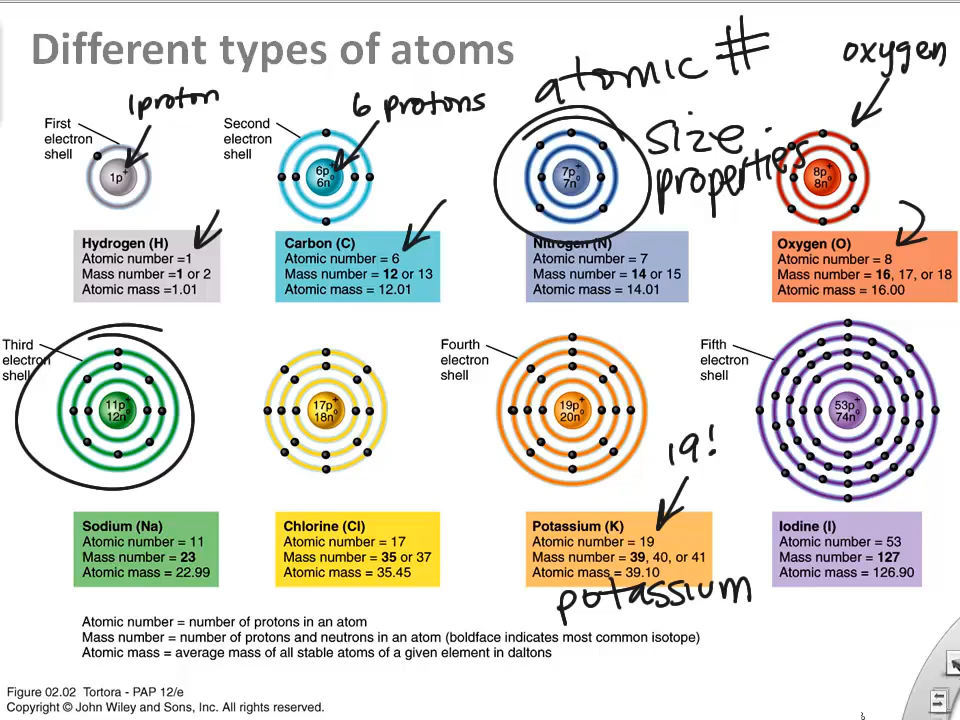 Different types of atoms
atomic #
oxygen
1 proton
6 protons
size
properties
First
electron
shell
Second
electron
shell
1p+
6p+
6n0
7p+
7n0
8p+
8n0
Hydrogen (H)
Atomic number =1
Mass number =1 or 2
Atomic mass =1.01
Carbon (C)
Atomic number = 6
Mass number = 12 or 13
Atomic mass = 12.01
Nitrogen (N)
Atomic number = 7
Mass number = 14 or 15
Atomic mass = 14.01
Oxygen (O)
Atomic number = 8
Mass number = 16, 17, or 18
Atomic mass = 16.00
Third
electron
shell
Fourth
electron
shell
Fifth
electron
shell
11p+
12n0
17p+
18n0
19p+
20n0
53p+
74n0
19!
Sodium (Na)
Atomic number = 11
Mass number = 23
Atomic mass = 22.99
Chlorine (Cl)
Atomic number = 17
Mass number = 35 or 37
Atomic mass = 35.45
Potassium (K)
Atomic number = 19
Mass number = 39, 40, or 41
Atomic mass = 39.10
Iodine (I)
Atomic number = 53
Mass number = 127
Atomic mass = 126.90
potassium
Atomic number = number of protons in an atom
Mass number = number of protons and neutrons in an atom (boldface indicates most common isotope)
Atomic mass = average mass of all stable atoms of a given element in daltons
Figure 02.02 Tortora - PAP 12/e
Copyright © John Wiley and Sons, Inc. All rights reserved.